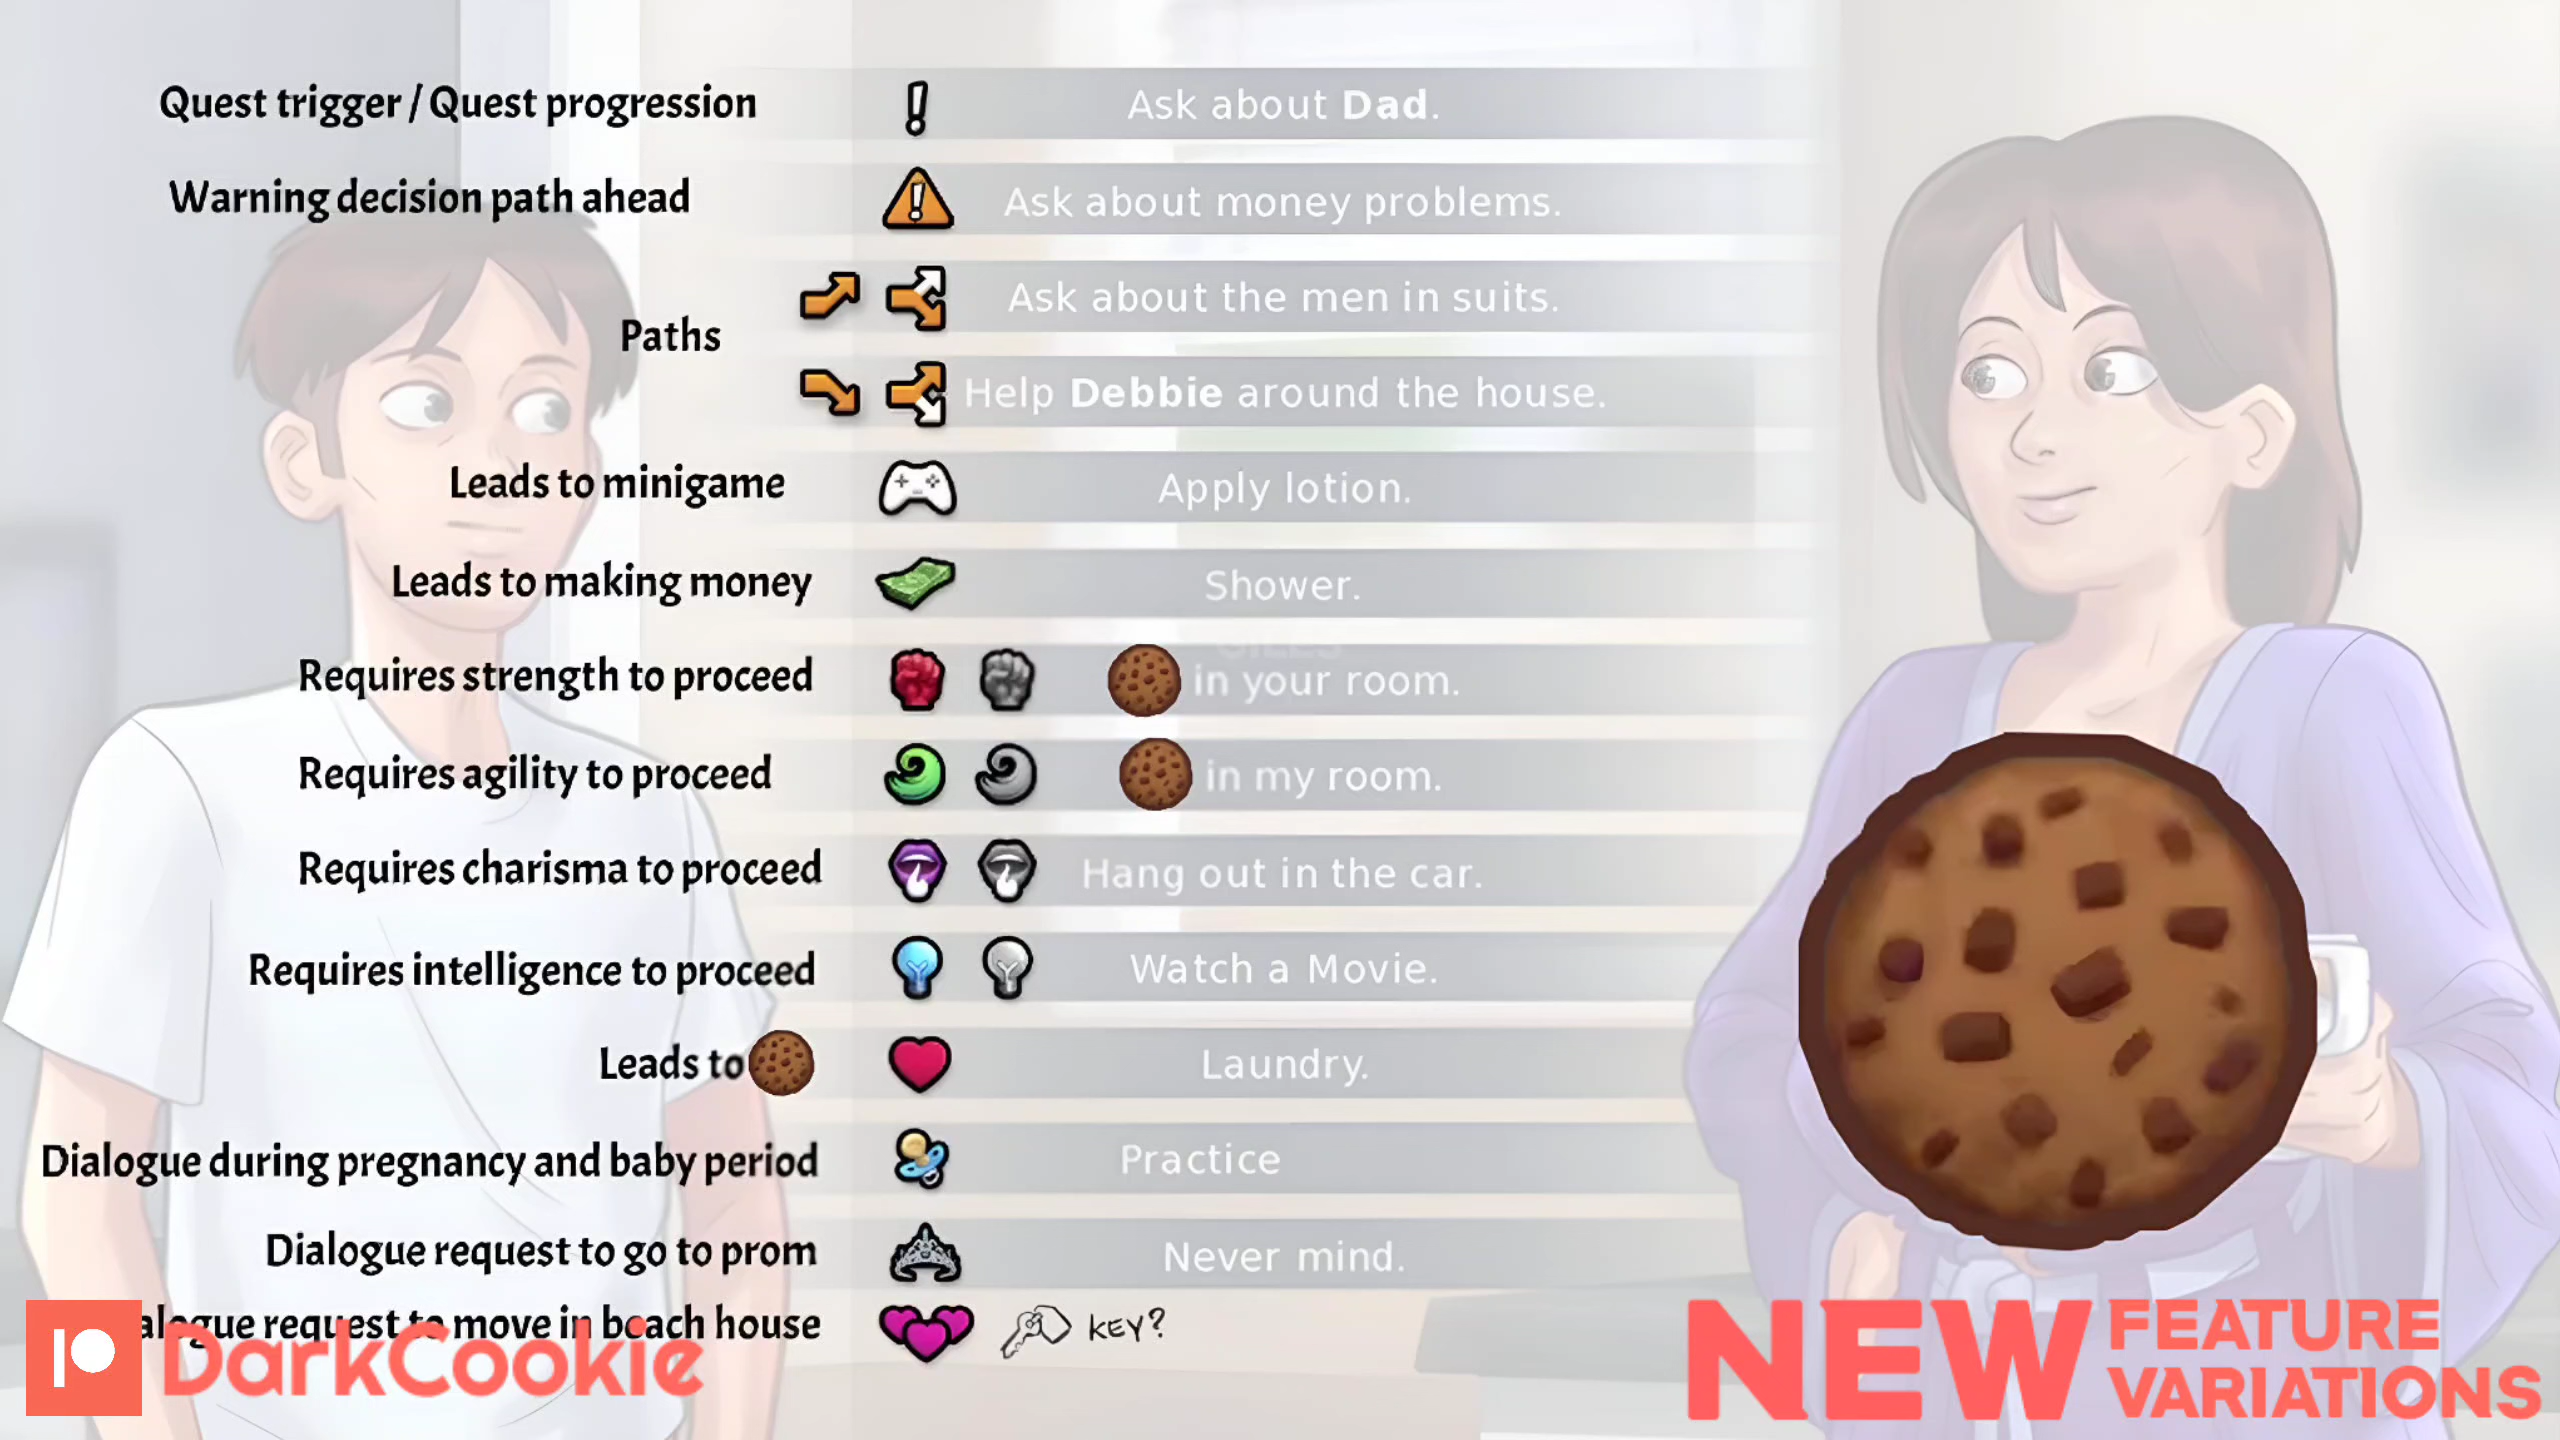 Quest trigger / Quest progression
Ask about Dad.
Warning decision path ahead
Ask about money problems.
Ask about the men in suits.
Paths
Help Debbie around the house.
Leads to minigame
Apply lotion.
Leads to making money
Shower.
Requires strength to proceed
in your room.
Requires agility to proceed
in my room.
Requires charisma to proceed
Hang out in the car.
Requires intelligence to proceed
Watch a Movie.
Leads to
Laundry.
Dialogue during pregnancy and baby period
Practice
Dialogue request to go to prom
Never mind.
alogue request to move in beach house
KEY?
DarkCookie
NEW FEATURE
VARIATIONS